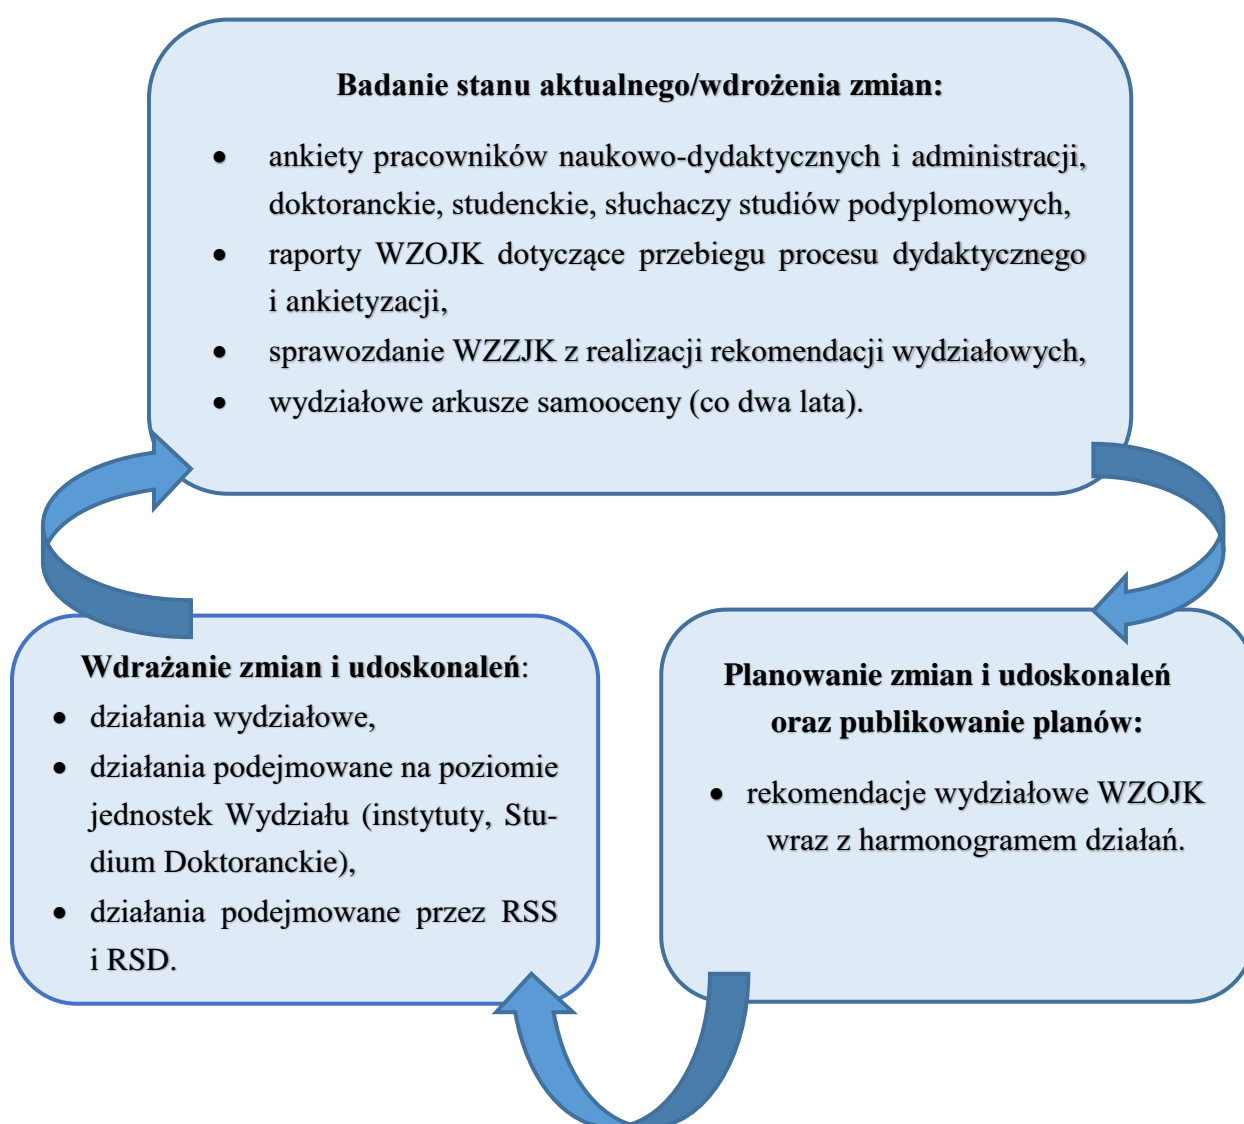 Badanie stanu aktualnego/wdrożenia zmian:
• ankiety pracowników naukowo-dydaktycznych i administracji,
doktoranckie, studenckie, słuchaczy studiów podyplomowych,
• raporty WZOJK dotyczące przebiegu procesu dydaktycznego
i ankietyzacji,
• sprawozdanie WZZJK z realizacji rekomendacji wydziałowych,
• wydziałowe arkusze samooceny (co dwa lata).
Wdrażanie zmian i udoskonaleń:
• działania wydziałowe,
• działania podejmowane na poziomie
jednostek Wydziału (instytuty, Stu-
dium Doktoranckie),
• działania podejmowane przez RSS
i RSD.
Planowanie zmian i udoskonaleń
oraz publikowanie planów:
• rekomendacje wydziałowe WZOJK
wraz z harmonogramem działań.